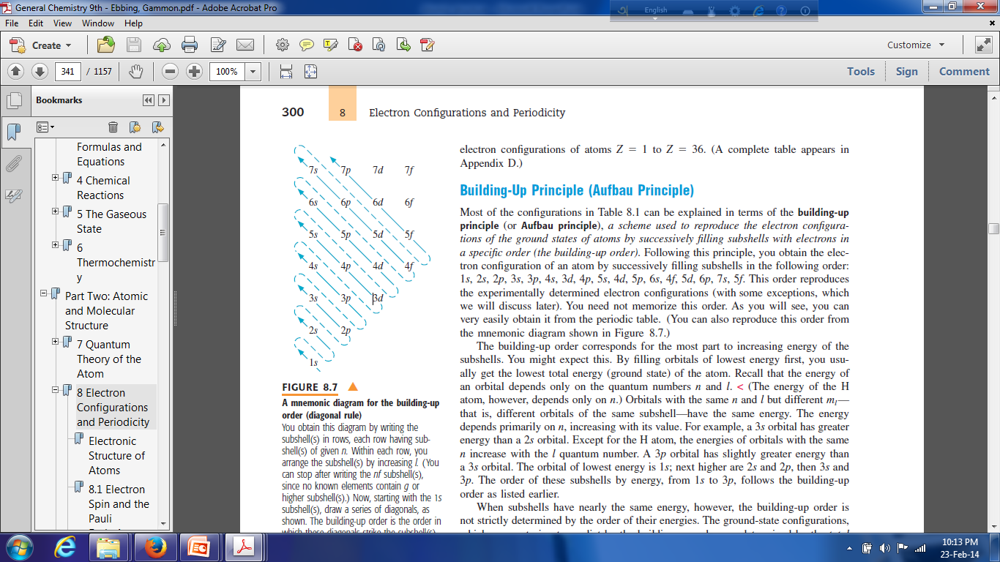 General Chemistry 9th - Ebbing, Gammon.pdf - Adobe Acrobat Pro
English
File Edit View Window Help
Create
Customize
341 / 1157
100%
Tools Sign Comment
Bookmarks
Formulas and
Equations
4 Chemical
Reactions
5 The Gaseous
State
6
Thermochemistr
y
Part Two: Atomic
and Molecular
Structure
7 Quantum
Theory of the
Atom
8 Electron
Configurations
and Periodicity
Electronic
Structure of
Atoms
8.1 Electron
Spin and the
Pauli
300 8 Electron Configurations and Periodicity
7s 7p 7d 7f
6s 6p 6d 6f
5s 5p 5d 5f
4s 4p 4d 4f
3s 3p 3d
2s 2p
1s
FIGURE 8.7
A mnemonic diagram for the building-up
order (diagonal rule)
You obtain this diagram by writing the
subshell(s) in rows, each row having sub-
shell(s) of given n. Within each row, you
arrange the subshell(s) by increasing l. (You
can stop after writing the nf subshell(s),
since no known elements contain g or
higher subshell(s).) Now, starting with the 1s
subshell(s), draw a series of diagonals, as
shown. The building-up order is the order in
which these diagonals strike the subshell(s).
electron configurations of atoms Z = 1 to Z = 36. (A complete table appears in
Appendix D.)
Building-Up Principle (Aufbau Principle)
Most of the configurations in Table 8.1 can be explained in terms of the building-up
principle (or Aufbau principle), a scheme used to reproduce the electron configura-
tions of the ground states of atoms by successively filling subshells with electrons in
a specific order (the building-up order). Following this principle, you obtain the elec-
tron configuration of an atom by successively filling subshells in the following order:
1s, 2s, 2p, 3s, 3p, 4s, 3d, 4p, 5s, 4d, 5p, 6s, 4f, 5d, 6p, 7s, 5f. This order reproduces
the experimentally determined electron configurations (with some exceptions, which
we will discuss later). You need not memorize this order. As you will see, you can
very easily obtain it from the periodic table. (You can also reproduce this order from
the mnemonic diagram shown in Figure 8.7.)
The building-up order corresponds for the most part to increasing energy of the
subshells. You might expect this. By filling orbitals of lowest energy first, you usu-
ally get the lowest total energy (ground state) of the atom. Recall that the energy of
an orbital depends only on the quantum numbers n and l. < (The energy of the H
atom, however, depends only on n.) Orbitals with the same n and l but different ml—
that is, different orbitals of the same subshell—have the same energy. The energy
depends primarily on n, increasing with its value. For example, a 3s orbital has greater
energy than a 2s orbital. Except for the H atom, the energies of orbitals with the same
n increase with the l quantum number. A 3p orbital has slightly greater energy than
a 3s orbital. The orbital of lowest energy is 1s; next higher are 2s and 2p, then 3s and
3p. The order of these subshells by energy, from 1s to 3p, follows the building-up
order as listed earlier.
When subshells have nearly the same energy, however, the building-up order is
not strictly determined by the order of their energies. The ground-state configurations,
10:13 PM
23-Feb-14